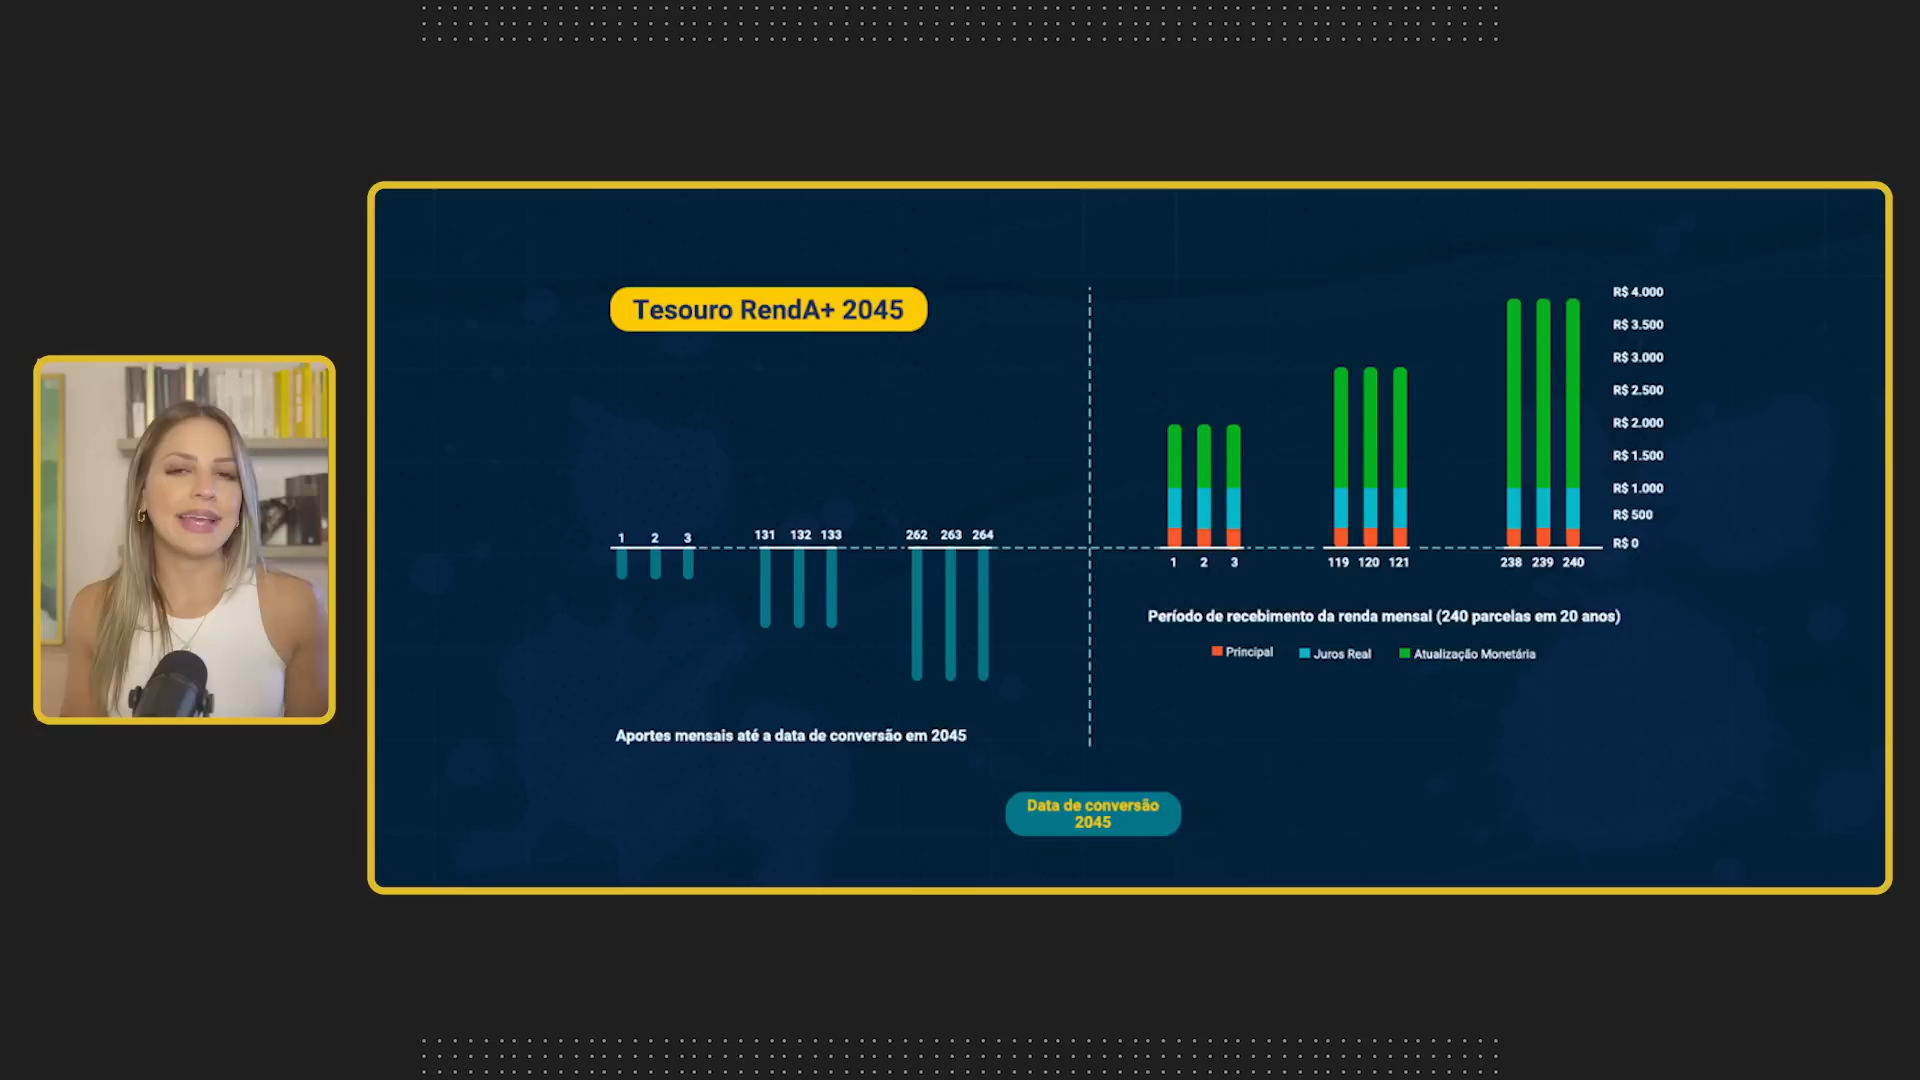 Tesouro RendA+ 2045
R$ 4.000
R$ 3.500
R$ 3.000
R$ 2.500
R$ 2.000
R$ 1.500
R$ 1.000
R$ 500
R$ 0
1 2 3 131 132 133 262 263 264
1 2 3 119 120 121 238 239 240
Aportes mensais até a data de conversão em 2045
Período de recebimento da renda mensal (240 parcelas em 20 anos)
Principal Juros Real Atualização Monetária
Data de conversão
2045